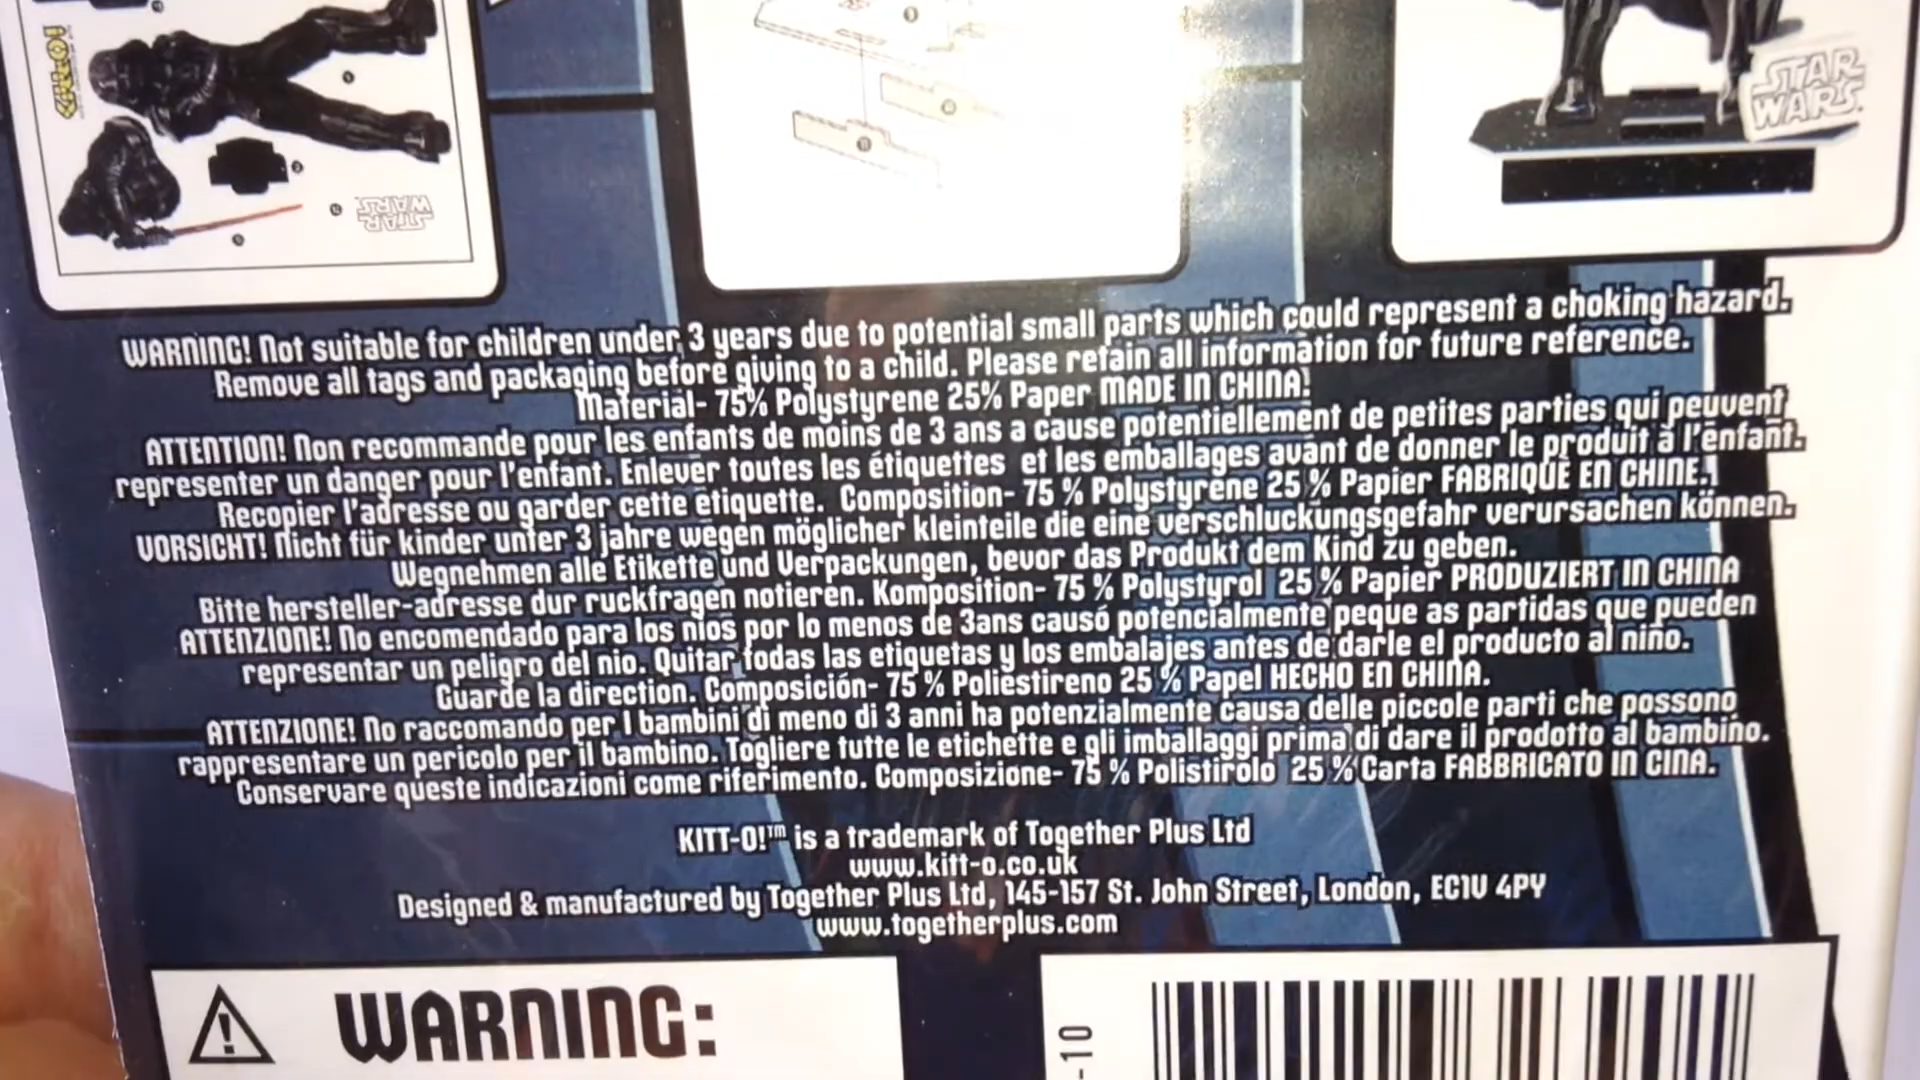 KITT-O!
STAR
WARS
STAR
WARS
WARNING! Not suitable for children under 3 years due to potential small parts which could represent a choking hazard.
Remove all tags and packaging before giving to a child. Please retain all information for future reference.
Material- 75% Polystyrene 25% Paper MADE IN CHINA!
ATTENTION! Non recommande pour les enfants de moins de 3 ans a cause potentiellement de petites parties qui peuvent
representer un danger pour l'enfant. Enlever toutes les étiquettes et les emballages avant de donner le produit à l'enfant.
Recopier l'adresse ou garder cette etiquette. Composition- 75 % Polystyrene 25 % Papier FABRIQUÉ EN CHINE.
VORSICHT! Nicht für kinder unter 3 jahre wegen möglicher kleinteile die eine verschluckungsgefahr verursachen können.
Wegnehmen alle Etikette und Verpackungen, bevor das Produkt dem Kind zu geben.
Bitte hersteller-adresse dur ruckfragen notieren. Komposition- 75 % Polystyrol 25 % Papier PRODUZIERT IN CHINA
ATTENZIONE! No encomendado para los nios por lo menos de 3ans causó potencialmente peque as partidas que pueden
representar un peligro del nio. Quitar todas las etiquetas y los embalajes antes de darle el producto al niño.
Guarde la direction. Composición- 75 % Poliestireno 25 % Papel HECHO EN CHINA.
ATTENZIONE! No raccomando per I bambini di meno di 3 anni ha potenzialmente causa delle piccole parti che possono
rappresentare un pericolo per il bambino. Togliere tutte le etichette e gli imballaggi prima di dare il prodotto al bambino.
Conservare queste indicazioni come riferimento. Composizione- 75 % Polistirolo 25 % Carta FABBRICATO IN CINA.
KITT-O!™ is a trademark of Together Plus Ltd
www.kitt-o.co.uk
Designed & manufactured by Together Plus Ltd, 145-157 St. John Street, London, EC1V 4PY
www.togetherplus.com
WARNING:
-10